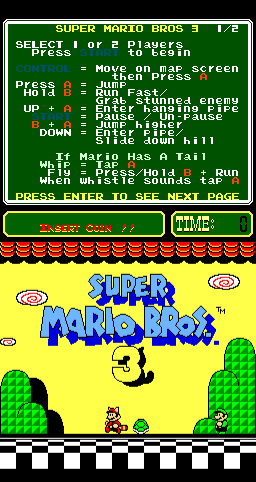 SUPER MARIO BROS 3 1/2
SELECT 1 or 2 Players
Press START to begin
CONTROL = Move on map screen
then Press A
Press A = Jump
Hold B = Run Fast/
Grab stunned enemy
UP + A = Enter hanging pipe
START = Pause / Un-pause
B + A = Jump higher
DOWN = Enter pipe/
Slide down hill
If Mario Has A Tail
Whip = Tap A
Fly = Press/Hold B + Run
When whistle sounds tap A
PRESS ENTER TO SEE NEXT PAGE
INSERT COIN !!
TIME: 0
SUPER
MARIO BROS.™
3